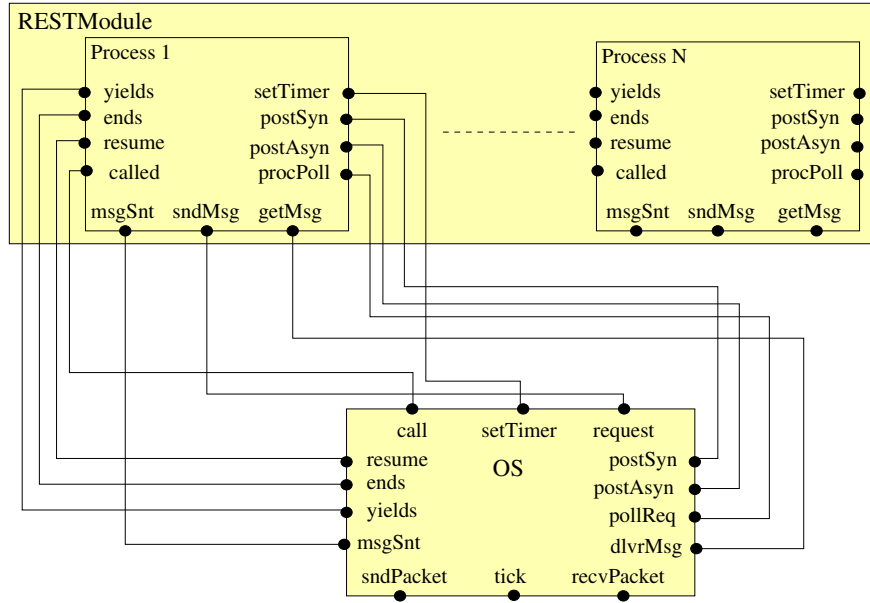 RESTModule
Process 1
Process N
yields setTimer
ends postSyn
resume postAsyn
called procPoll
msgSnt sndMsg getMsg
yields setTimer
ends postSyn
resume postAsyn
called procPoll
msgSnt sndMsg getMsg
call setTimer request
resume OS postSyn
ends postAsyn
yields pollReq
msgSnt dlvrMsg
sndPacket tick recvPacket